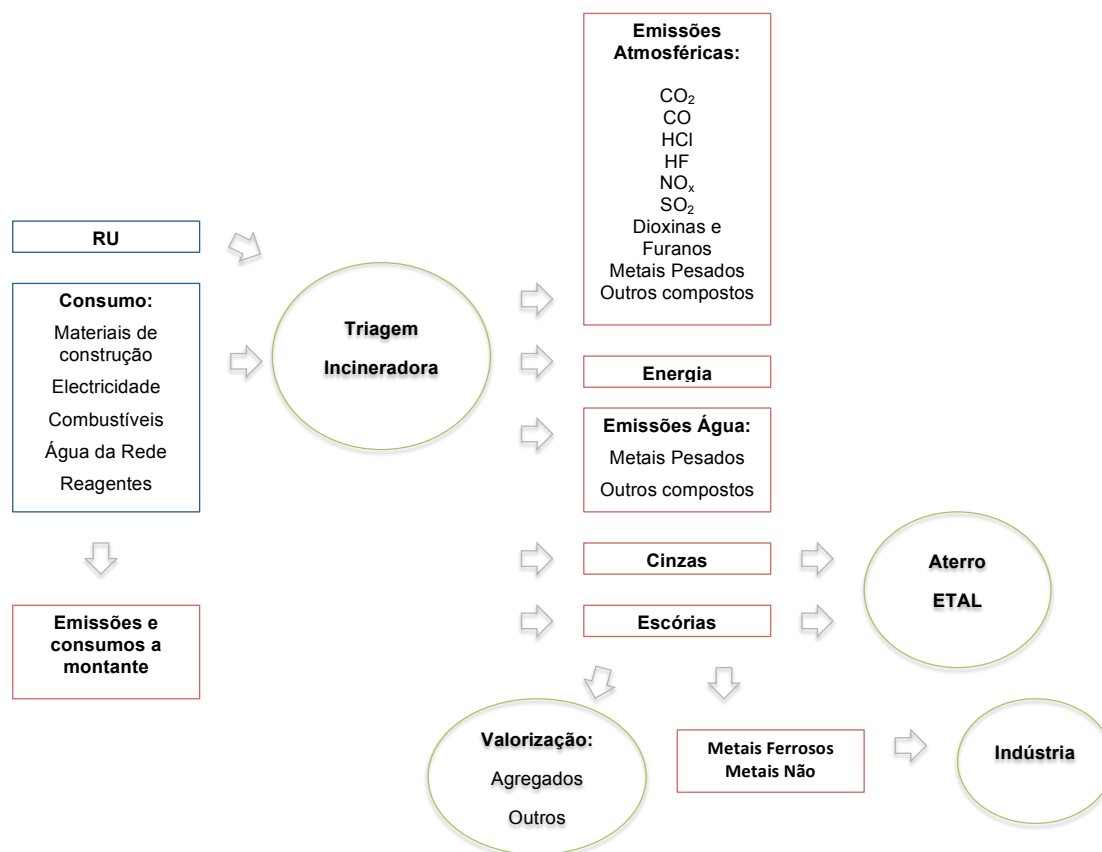 Emissões
Atmosféricas:
CO₂
CO
HCl
HF
NOₓ
SO₂
Dioxinas e
Furanos
Metais Pesados
Outros compostos
RU
Consumo:
Materiais de
construção
Electricidade
Combustíveis
Água da Rede
Reagentes
Triagem
Incineradora
Energia
Emissões Água:
Metais Pesados
Outros compostos
Cinzas
Escórias
Aterro
ETAL
Emissões e
consumos a
montante
Valorização:
Agregados
Outros
Metais Ferrosos
Metais Não
Indústria